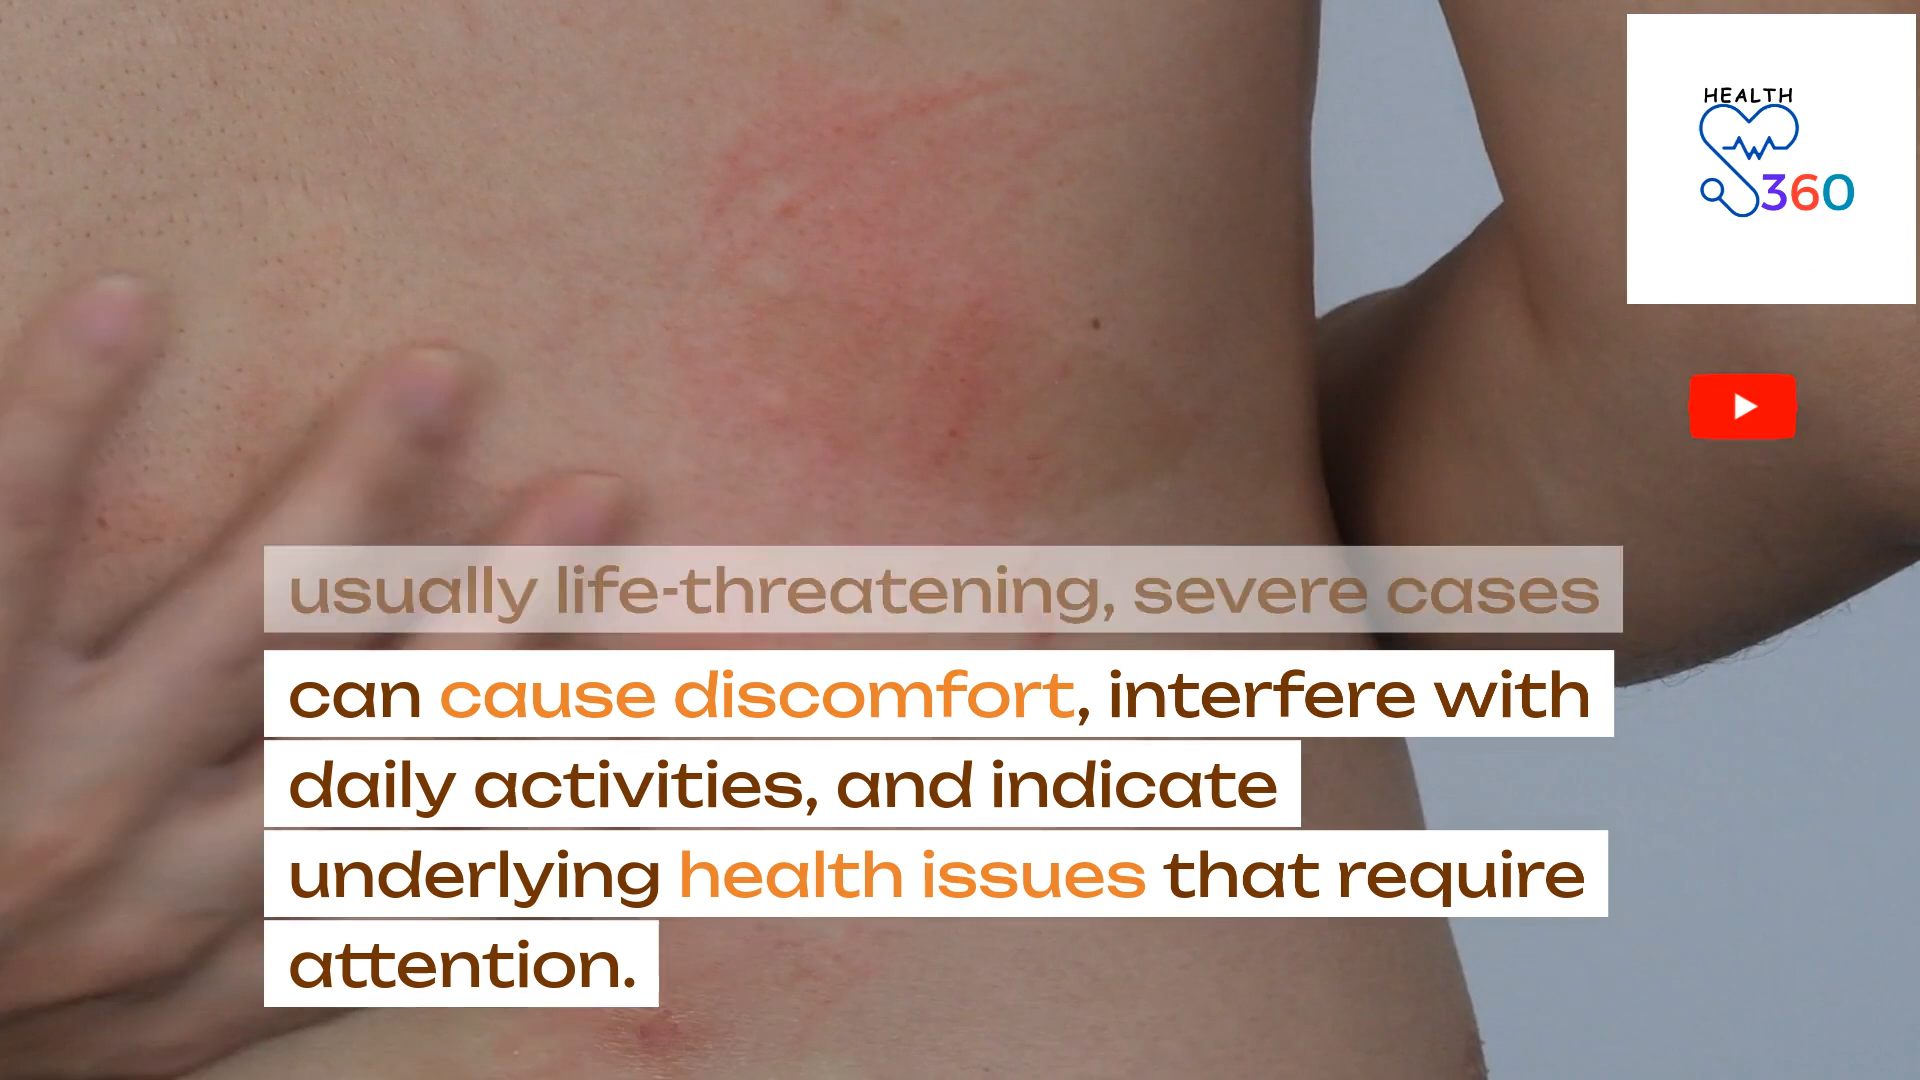 HEALTH
360
usually life-threatening, severe cases
can cause discomfort, interfere with
daily activities, and indicate
underlying health issues that require
attention.